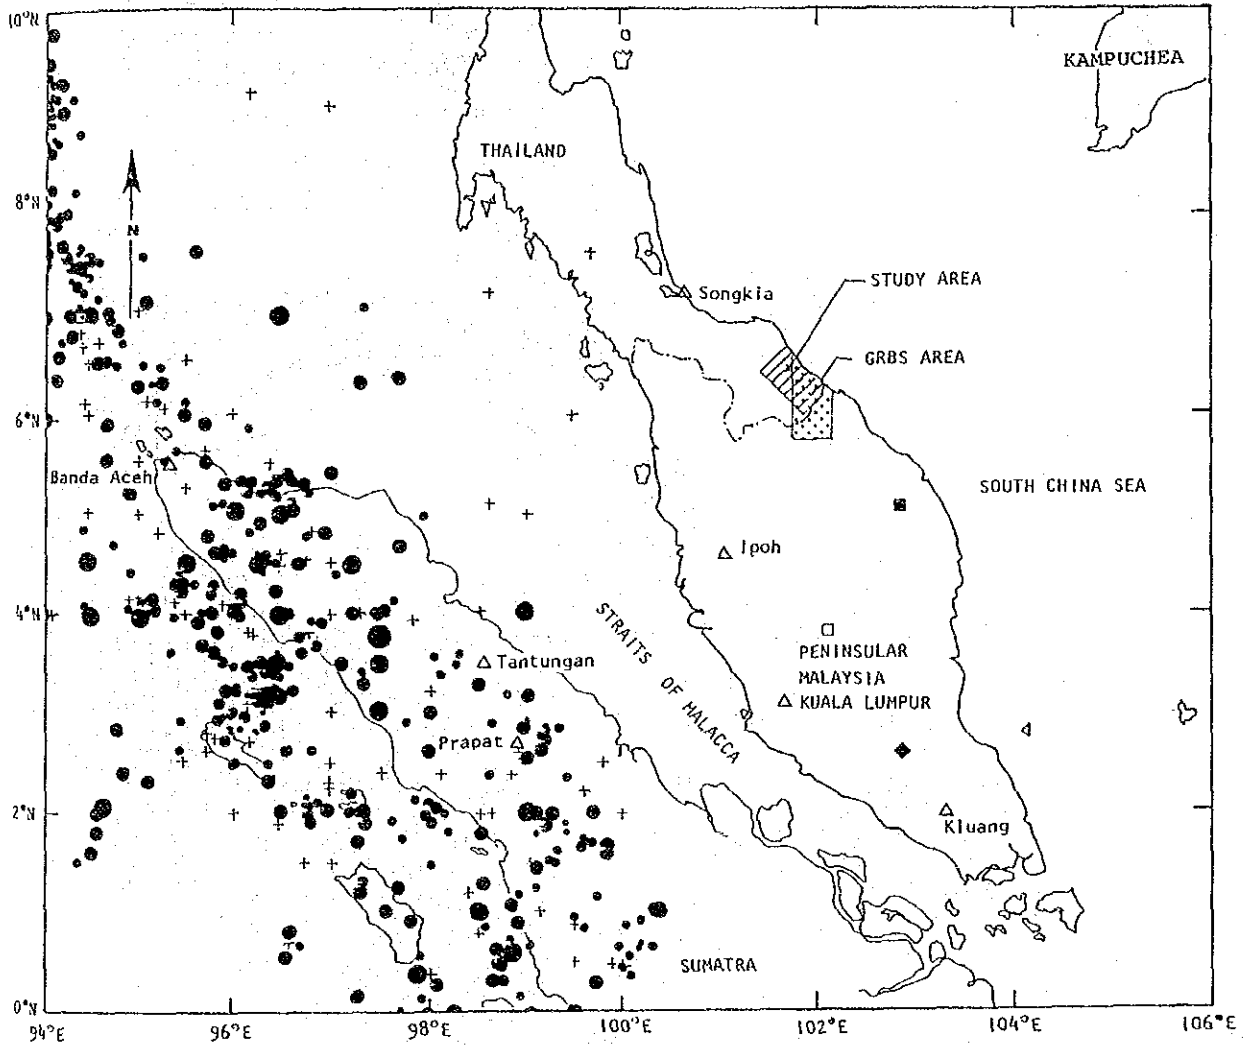 10°N
KAMPUCHEA
THAILAND
8°N
N
STUDY AREA
Songkia
GRBS AREA
6°N
Banda Aceh
SOUTH CHINA SEA
Ipoh
4°N
STRAITS OF MALACCA
PENINSULAR
MALAYSIA
Tantungan
KUALA LUMPUR
Prapat
2°N
Kluang
SUMATRA
0°N
94°E
96°E
98°E
100°E
102°E
104°E
106°E